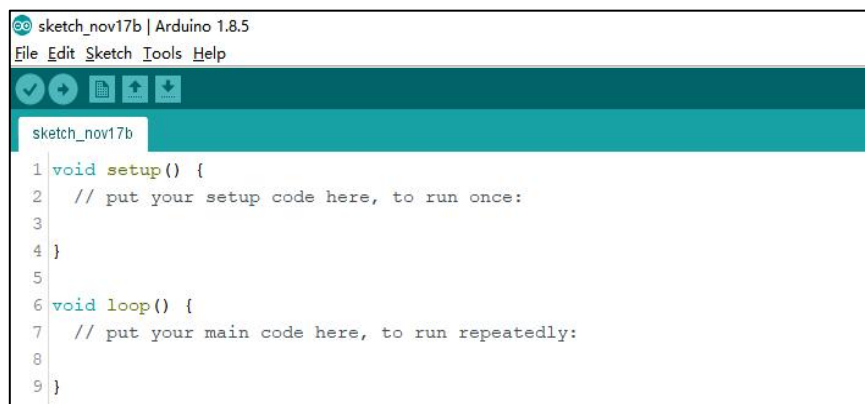 sketch_nov17b | Arduino 1.8.5
File Edit Sketch Tools Help
sketch_nov17b
1 void setup() {
2   // put your setup code here, to run once:
3
4 }
5
6 void loop() {
7   // put your main code here, to run repeatedly:
8
9 }